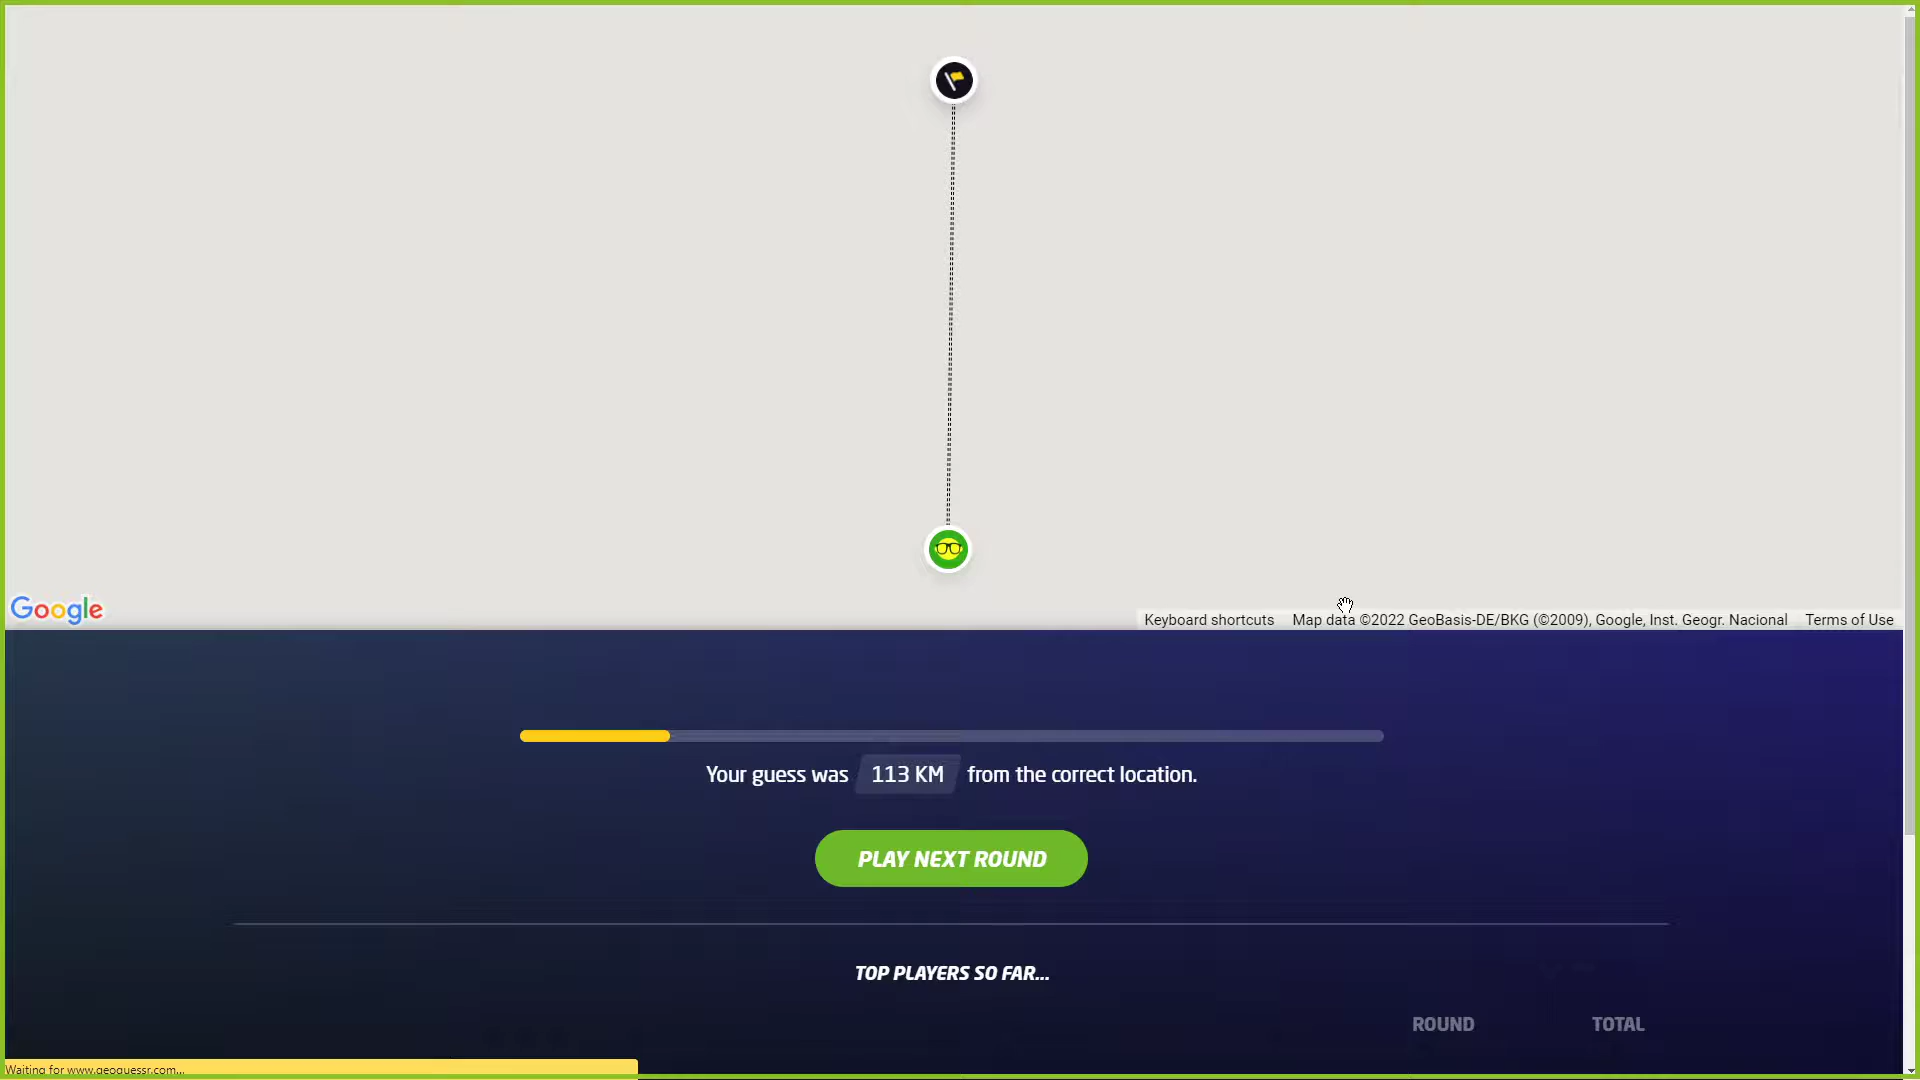 Google
Keyboard shortcuts Map data ©2022 GeoBasis-DE/BKG (©2009), Google, Inst. Geogr. Nacional Terms of Use
Your guess was 113 KM from the correct location.
PLAY NEXT ROUND
TOP PLAYERS SO FAR...
ROUND TOTAL
Waiting for www.geoguessr.com...